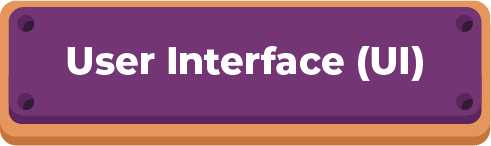 User Interface (UI)